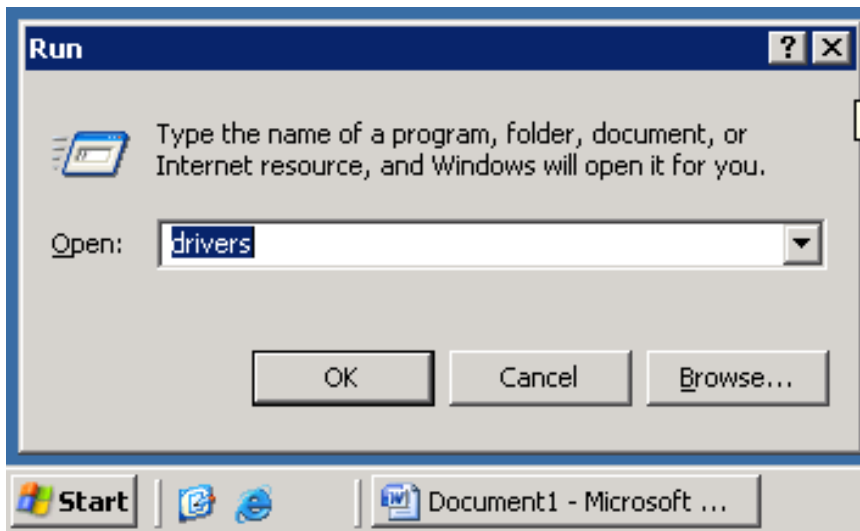 Run
Type the name of a program, folder, document, or
Internet resource, and Windows will open it for you.
Open: drivers
OK Cancel Browse...
Start Document1 - Microsoft ...